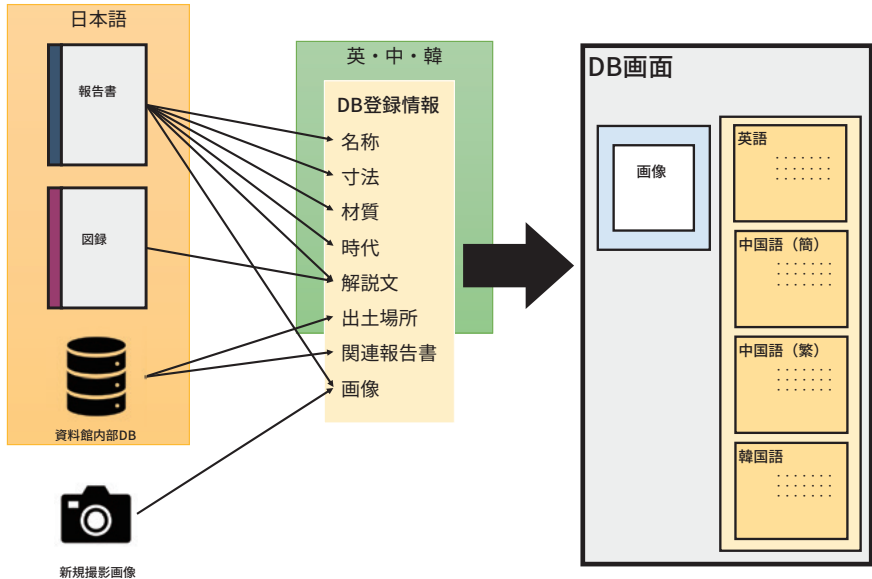 日本語
報告書
図録
資料館内部DB
新規撮影画像
英・中・韓
DB登録情報
名称
寸法
材質
時代
解説文
出土場所
関連報告書
画像
DB画面
画像
英語
中国語（簡）
中国語（繁）
韓国語